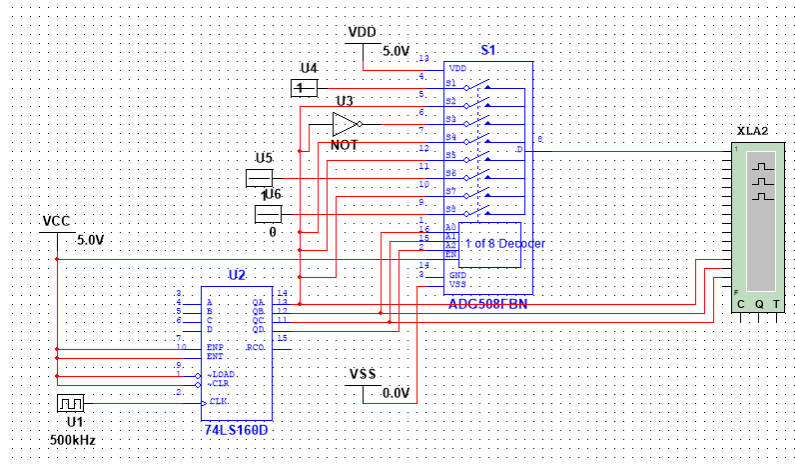 VDD
5.0V
S1
U4
1
U3
NOT
U5
1
U6
0
13
4
5
6
7
12
11
10
9
1
16
15
2
14
3
8
VDD
S1
S2
S3
S4
S5
S6
S7
S8
D
A0
A1
A2
EN
1 of 8 Decoder
GND
VSS
ADG508FBN
XLA2
1
F
C Q T
VCC
5.0V
U2
3
4
5
6
7
10
9
1
2
14
13
12
11
15
A QA
B QB
C QC
D QD
ENP RCO
ENT
~LOAD
~CLR
CLK
74LS160D
U1
500kHz
VSS
0.0V